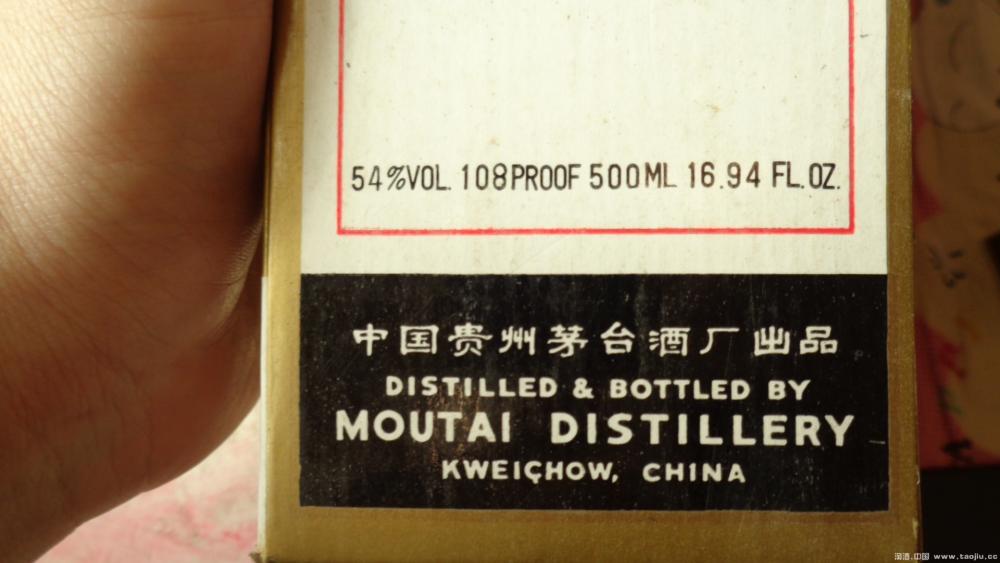 54%VOL. 108PROOF 500ML 16.94 FL.OZ.
中国贵州茅台酒厂出品
DISTILLED & BOTTLED BY
MOUTAI DISTILLERY
KWEICHOW, CHINA
淘酒.中国 www.taojiu.cc